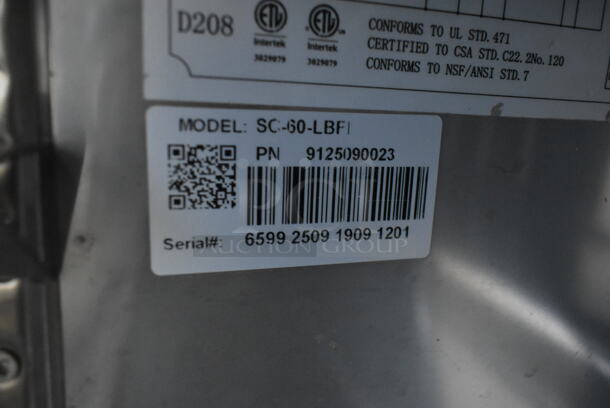 D208
Intertek
3029079
Intertek
3029079
CONFORMS TO UL STD. 471
CERTIFIED TO CSA STD. C22. 2No. 120
CONFORMS TO NSF/ANSI STD. 7
MODEL: SC-60-LBF
PN 9125090023
Serial#: 6599 2509 1909 1201
AUCTION GROUP